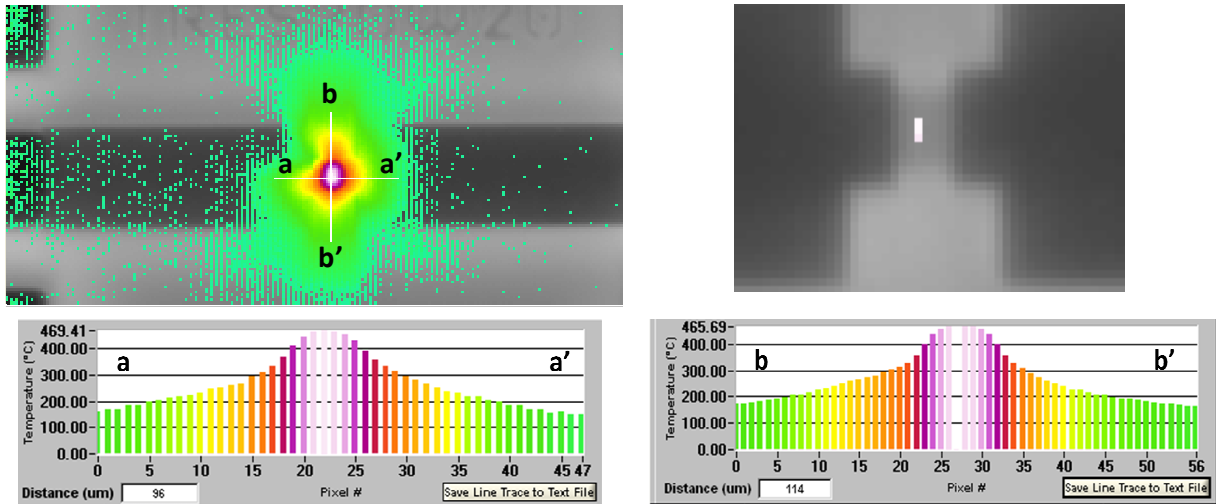 b
a a’
b’
469.41
400.00
300.00
200.00
100.00
0.00
Temperature (°C)
a a’
0 5 10 15 20 25 30 35 40 45 47
Distance (um) 96 Pixel # Save Line Trace to Text File
465.69
400.00
300.00
200.00
100.00
0.00
Temperature (°C)
b b’
0 5 10 15 20 25 30 35 40 45 50 56
Distance (um) 114 Pixel # Save Line Trace to Text File